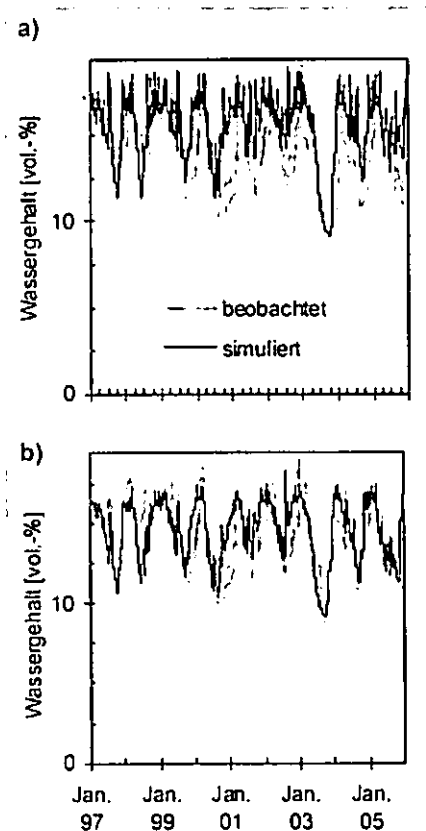 a)
Wassergehalt [vol.-%]
10
0
beobachtet
simuliert
b)
Wassergehalt [vol.-%]
10
0
Jan. Jan. Jan. Jan. Jan.
97 99 01 03 05